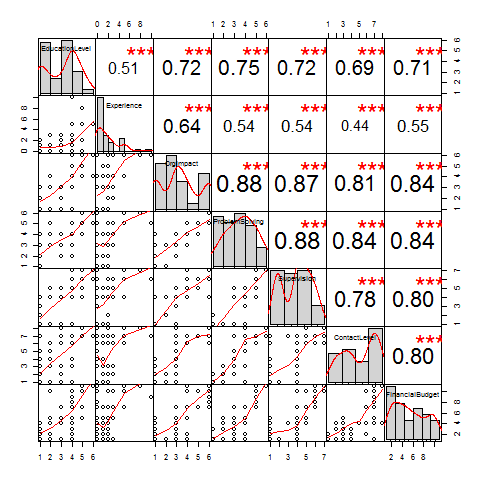 0 2 4 6 8
1 2 3 4 5 6
1 3 5 7
EducationLevel *** *** *** *** *** ***
0.51 0.72 0.75 0.72 0.69 0.71
1 2 3 4 5 6
0 2 4 6 8
Experience *** *** *** *** ***
0.64 0.54 0.54 0.44 0.55
OrgImpact *** *** *** ***
0.88 0.87 0.81 0.84
1 2 3 4 5 6
1 2 3 4 5 6
ProblemSolving *** *** ***
0.88 0.84 0.84
Supervision *** ***
0.78 0.80
1 3 5 7
1 3 5 7
ContactLevel ***
0.80
FinancialBudget
2 4 6 8
1 2 3 4 5 6
1 2 3 4 5 6
1 3 5 7
2 4 6 8